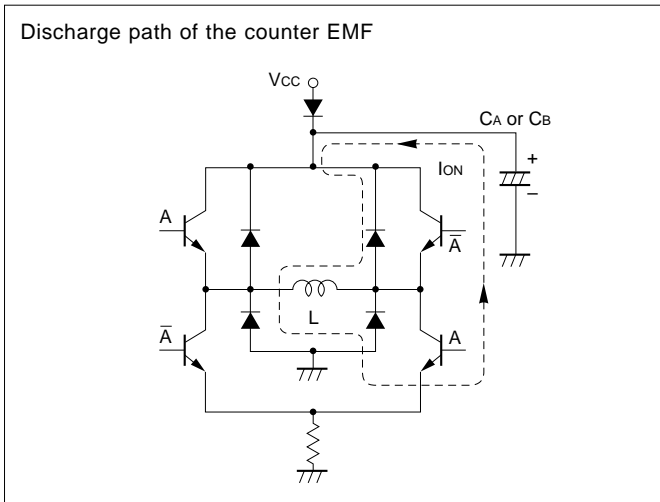 Discharge path of the counter EMF
VCC
CA or CB
+
ION
−
A
A̅
L
A̅
A